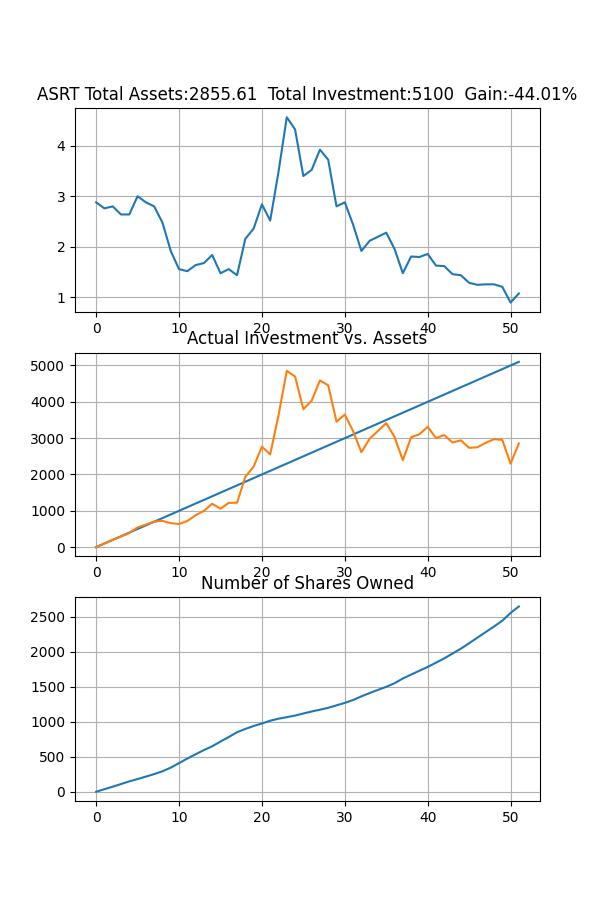 ASRT Total Assets:2855.61  Total Investment:5100  Gain:-44.01%
4
3
2
1
0 10 20 30 40 50
Actual Investment vs. Assets
5000
4000
3000
2000
1000
0
0 10 20 30 40 50
Number of Shares Owned
2500
2000
1500
1000
500
0
0 10 20 30 40 50